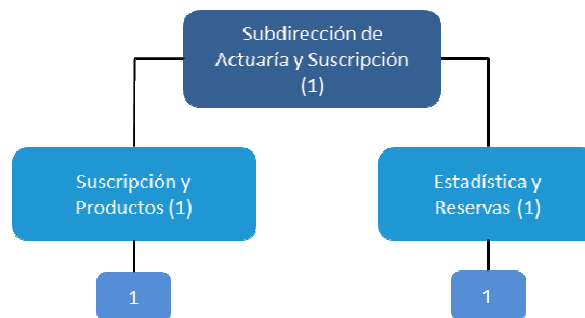 Subdirección de
Actuaría y Suscripción
(1)
Suscripción y
Productos (1)
Estadística y
Reservas (1)
1
1